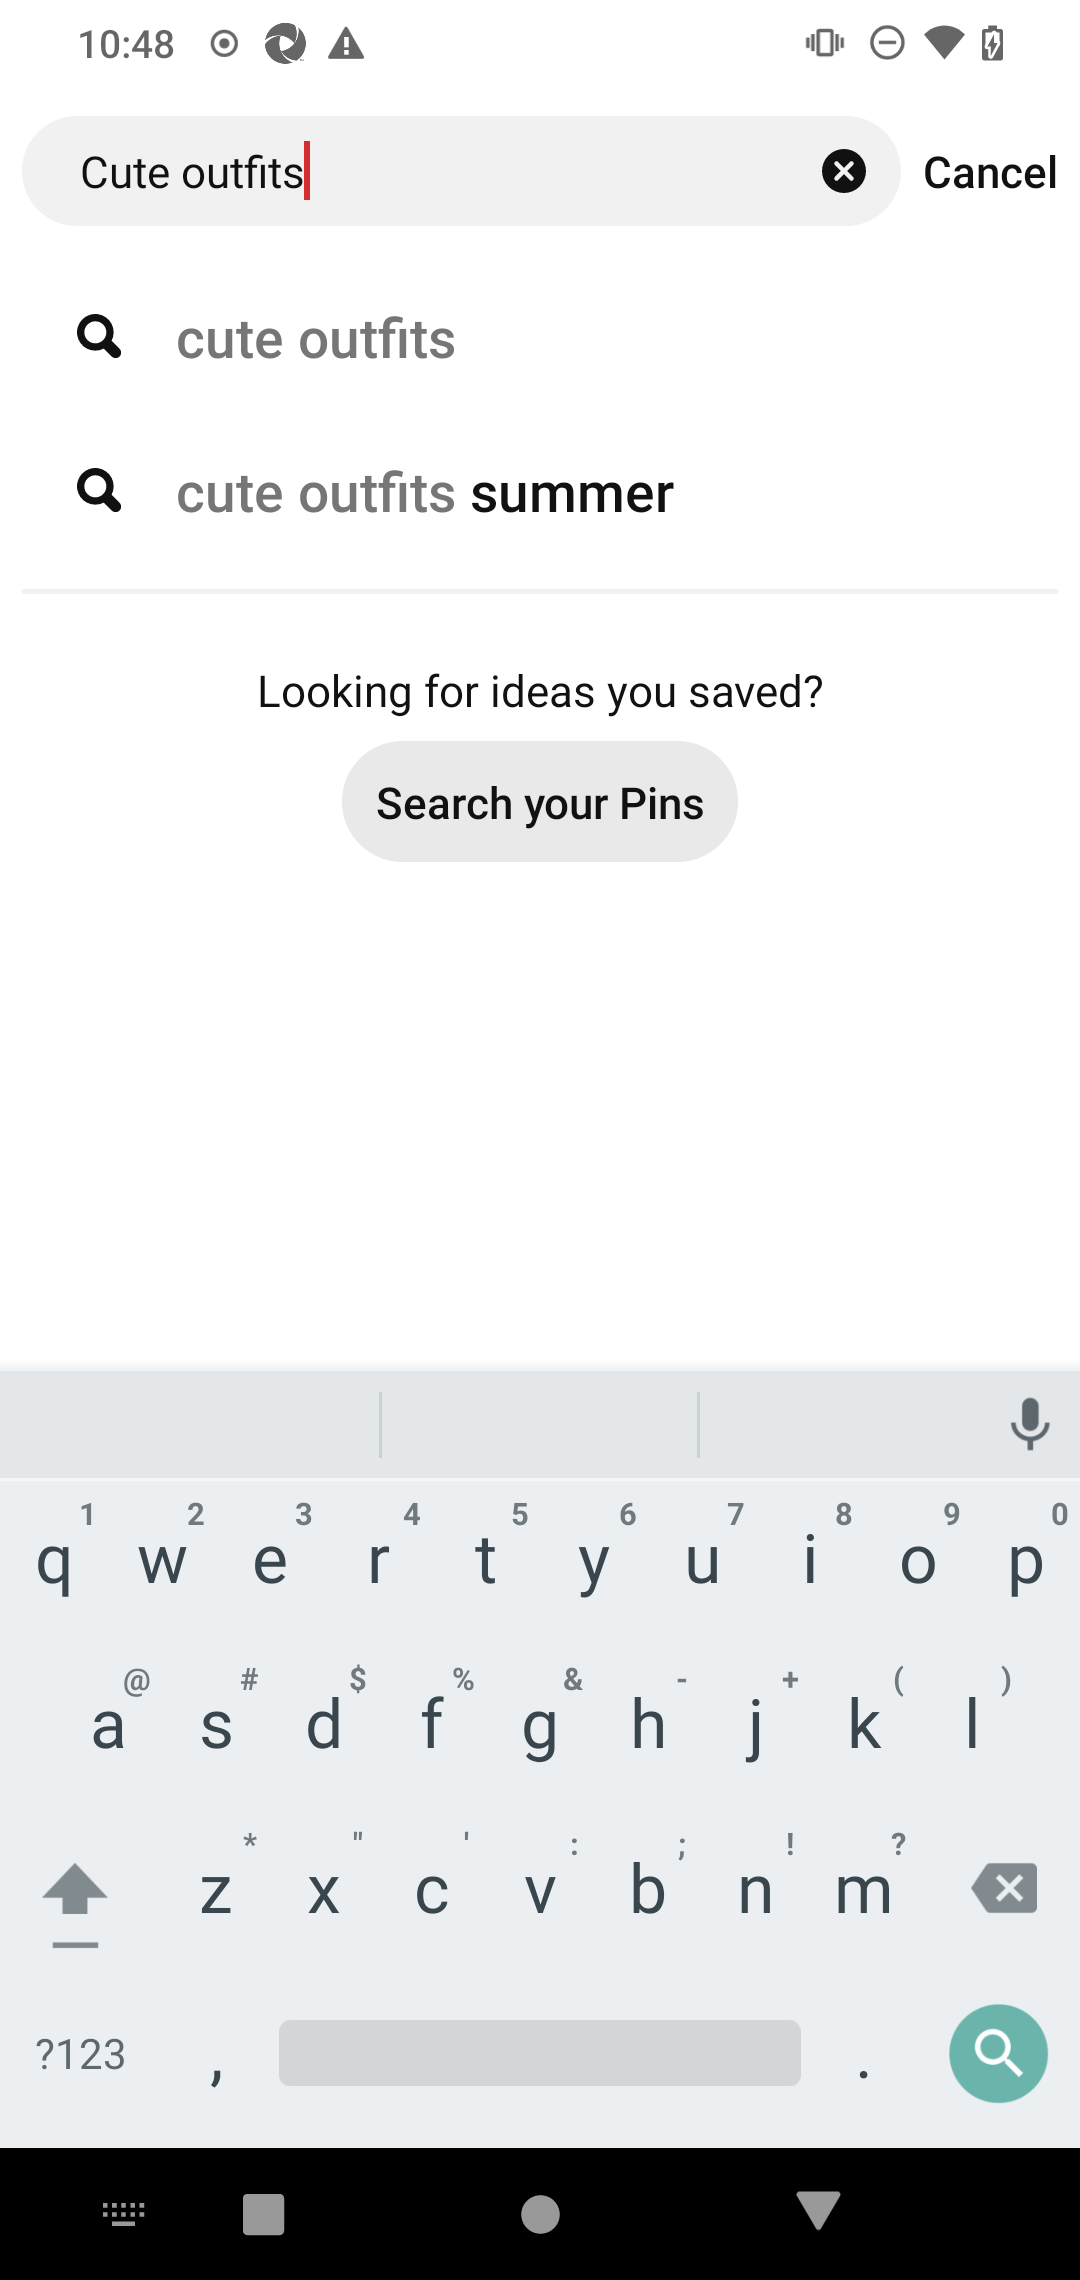 10:48
Cute outfits Cancel
cute outfits
cute outfits summer
Looking for ideas you saved?
Search your Pins
1 2 3 4 5 6 7 8 9 0
q w e r t y u i o p
@ # $ % & - + ( )
a s d f g h j k l
* " ' : ; ! ?
z x c v b n m
?123 , .